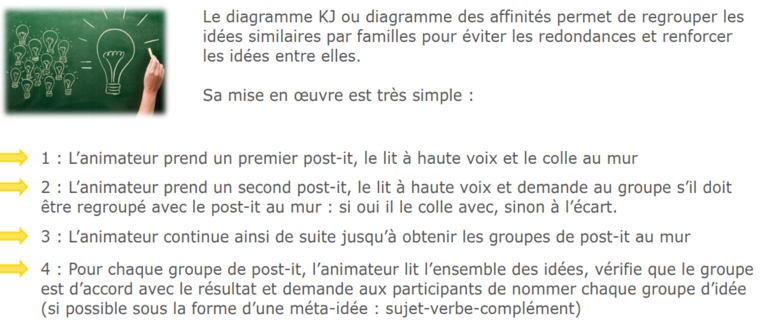 Le diagramme KJ ou diagramme des affinités permet de regrouper les
idées similaires par familles pour éviter les redondances et renforcer
les idées entre elles.
Sa mise en œuvre est très simple :
1 : L’animateur prend un premier post-it, le lit à haute voix et le colle au mur
2 : L’animateur prend un second post-it, le lit à haute voix et demande au groupe s’il doit
être regroupé avec le post-it au mur : si oui il le colle avec, sinon à l’écart.
3 : L’animateur continue ainsi de suite jusqu’à obtenir les groupes de post-it au mur
4 : Pour chaque groupe de post-it, l’animateur lit l’ensemble des idées, vérifie que le groupe
est d’accord avec le résultat et demande aux participants de nommer chaque groupe d’idée
(si possible sous la forme d’une méta-idée : sujet-verbe-complément)